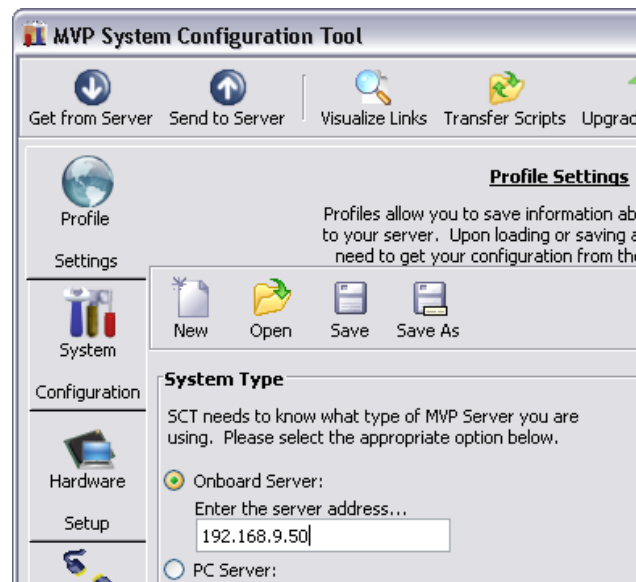 MVP System Configuration Tool
Get from Server Send to Server Visualize Links Transfer Scripts
Profile Settings
Profiles allow you to save information
to your server. Upon loading or saving
need to get your configuration from
Profile
Settings
New Open Save Save As
System
Configuration
System Type
SCT needs to know what type of MVP Server you are
using. Please select the appropriate option below.
Hardware
Setup
Onboard Server:
Enter the server address...
192.168.9.50
PC Server: